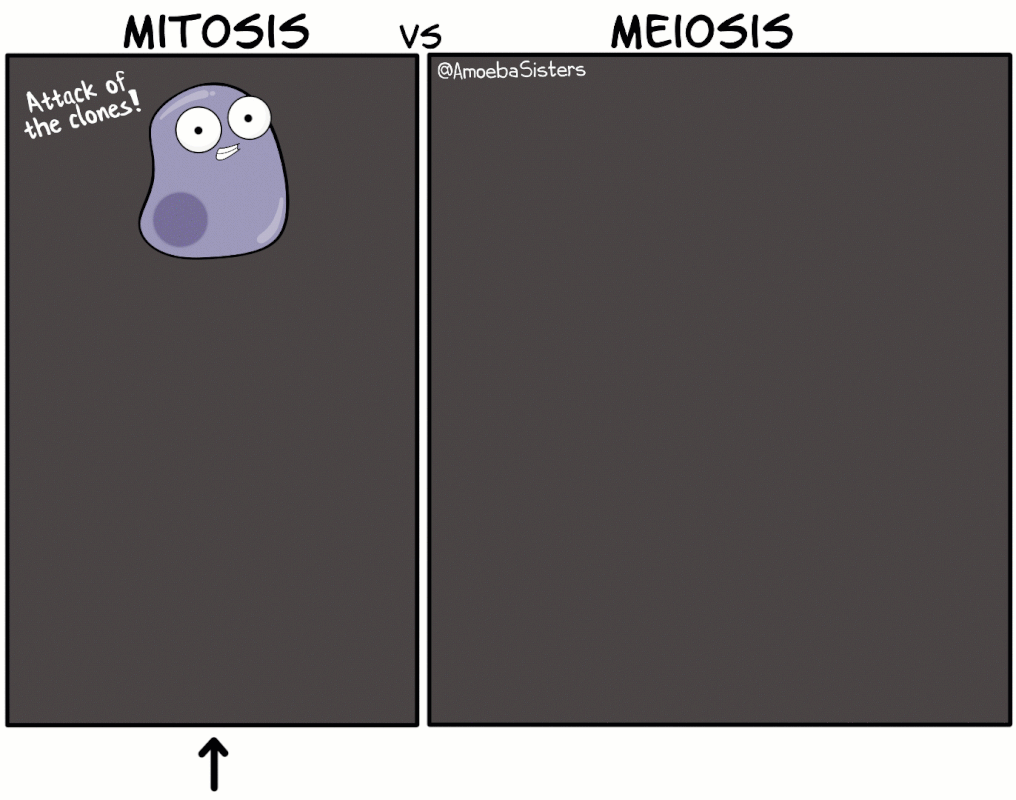 MITOSIS VS MEIOSIS
Attack of
the clones!
@AmoebaSisters